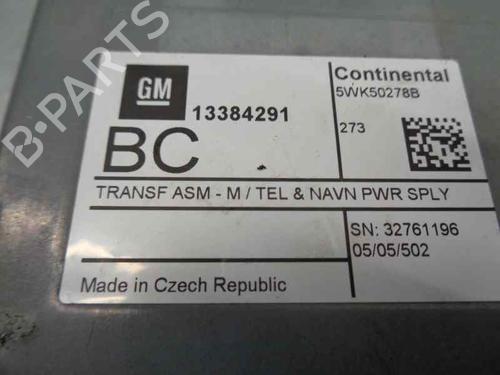 B-PARTS
GM
13384291
BC
Continental
5WK50278B
273
TRANSF ASM - M / TEL & NAVN PWR SPLY
SN: 32761196
05/05/502
Made in Czech Republic